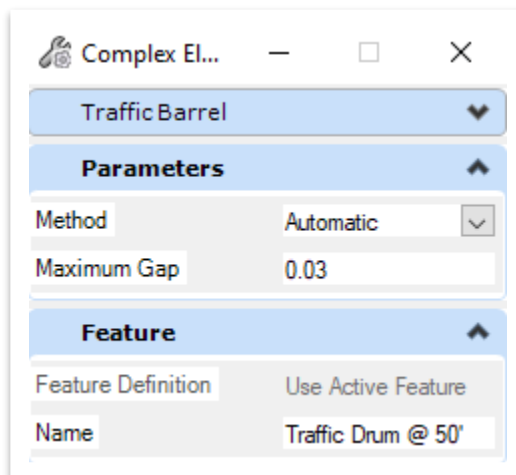 Complex El...
Traffic Barrel
Parameters
Method Automatic
Maximum Gap 0.03
Feature
Feature Definition Use Active Feature
Name Traffic Drum @ 50'